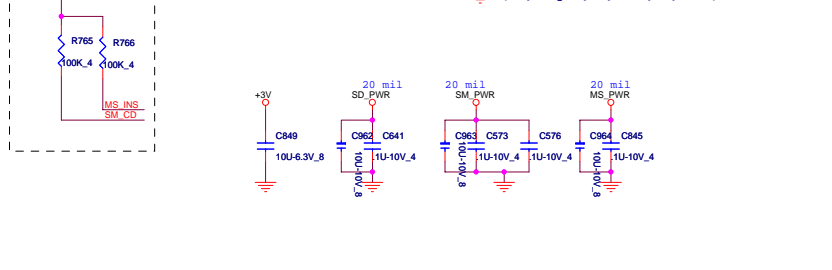 R765
R766
100K_4
100K_4
MS_INS
SM_CD
20 mil
20 mil
20 mil
+3V
SD_PWR
SM_PWR
MS_PWR
C849
10U-6.3V_8
C962
10U-10V_8
C641
.1U-10V_4
C963
10U-10V_8
C573
.1U-10V_4
C576
.1U-10V_4
C964
10U-10V_8
C845
.1U-10V_4